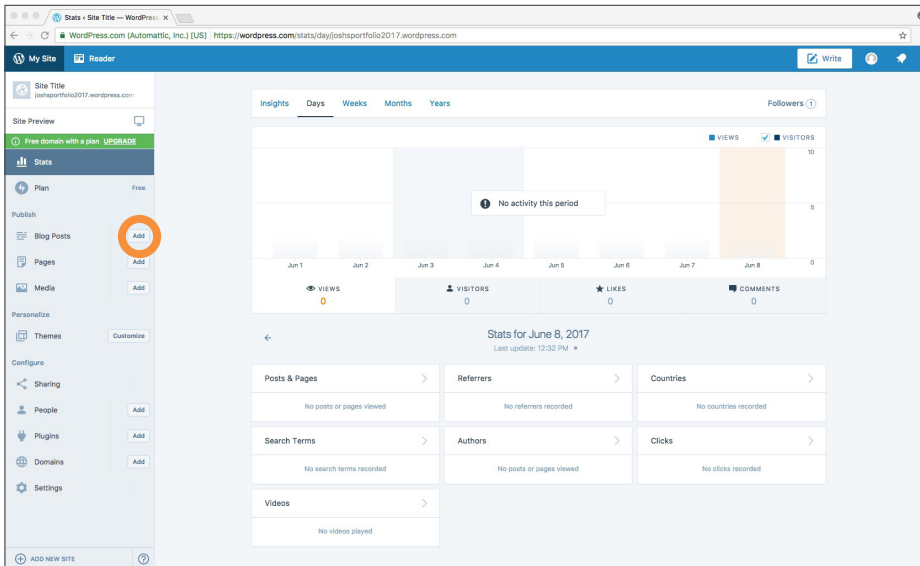 Stats ‹ Site Title — WordPress
WordPress.com (Automattic, Inc.) [US] https://wordpress.com/stats/day/joshsportfolio2017.wordpress.com
My Site Reader Write
Site Title
joshsportfolio2017.wordpress.com
Site Preview
Free domain with a plan UPGRADE
Stats
Plan Free
Publish
Blog Posts Add
Pages Add
Media Add
Personalize
Themes Customize
Configure
Sharing
People Add
Plugins Add
Domains Add
Settings
ADD NEW SITE
Insights Days Weeks Months Years Followers 1
VIEWS VISITORS
10
No activity this period
5
0
Jun 1 Jun 2 Jun 3 Jun 4 Jun 5 Jun 6 Jun 7 Jun 8
VIEWS VISITORS LIKES COMMENTS
0 0 0 0
Stats for June 8, 2017
Last update: 12:32 PM
Posts & Pages Referrers Countries
No posts or pages viewed No referrers recorded No countries recorded
Search Terms Authors Clicks
No search terms recorded No posts or pages viewed No clicks recorded
Videos
No videos played